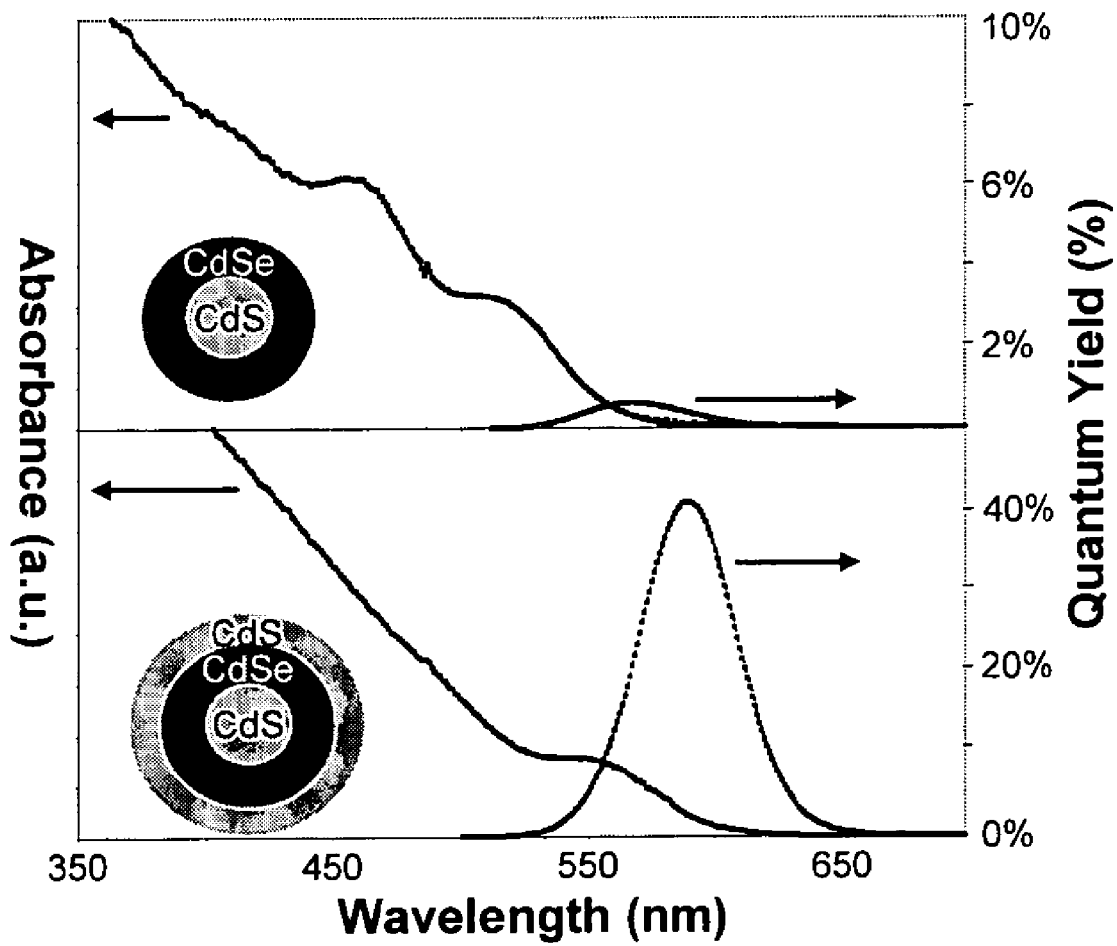 10%
6%
2%
CdSe
CdS
40%
20%
0%
CdS
CdSe
CdS
350
450
550
650
Wavelength (nm)
Absorbance (a.u.)
Quantum Yield (%)